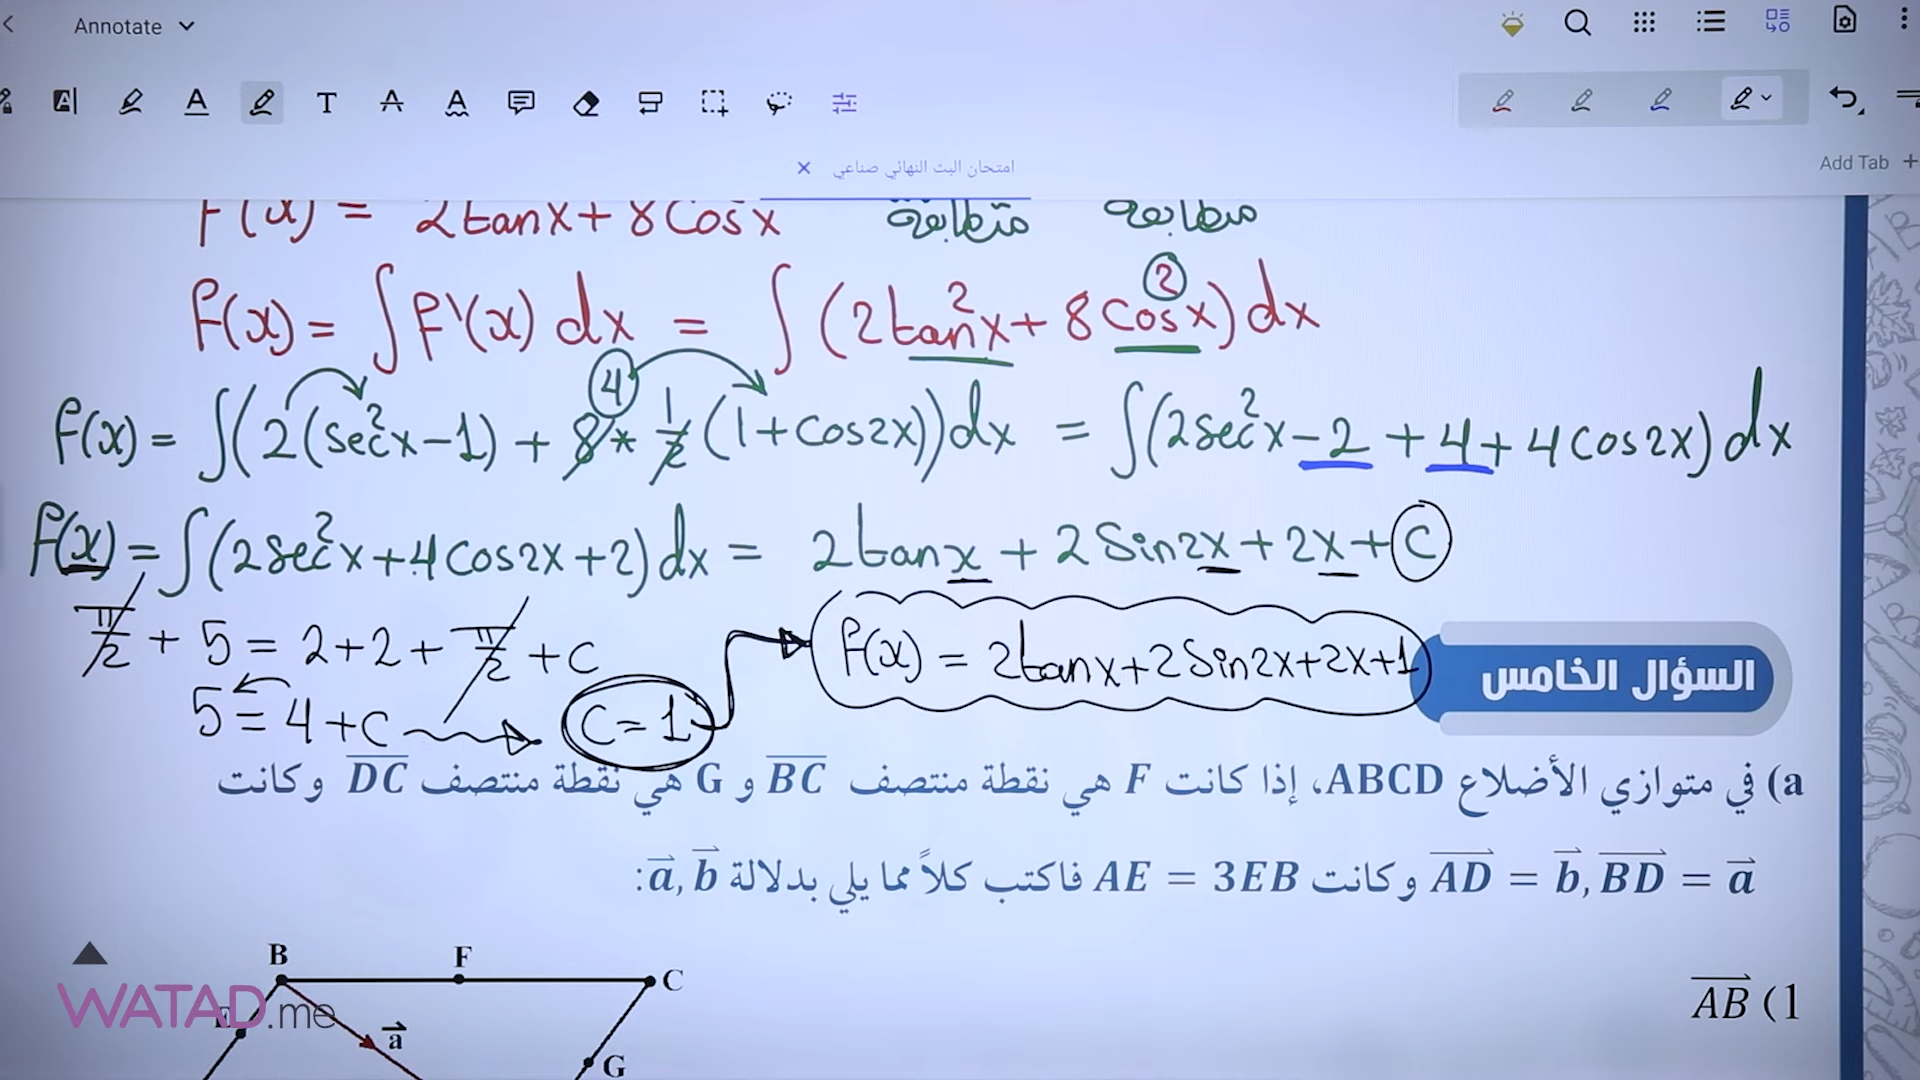 Annotate
امتحان البث النهائي صناعي
Add Tab +
f'(x) = 2tan²x + 8cos²x متطابقة متطابقة
f(x) = ∫ f'(x) dx = ∫ (2tan²x + 8cos²x) dx
f(x) = ∫(2(sec²x − 1) + 8 * 1/2 (1 + cos2x)) dx = ∫(2sec²x − 2 + 4 + 4cos2x) dx
4
f(x) = ∫(2sec²x + 4cos2x + 2) dx = 2tanx + 2sin2x + 2x + c
π/2 + 5 = 2 + 2 + π/2 + c
f(x) = 2tanx + 2sin2x + 2x + 1
5 = 4 + c
c = 1
السؤال الخامس
a) في متوازي الأضلاع ABCD، إذا كانت F هي نقطة منتصف BC و G هي نقطة منتصف DC وكانت
AD = b, BD = a وكانت AE = 3EB فاكتب كلاً مما يلي بدلالة a, b:
B F C
a
G
AB (1
WATAD.me